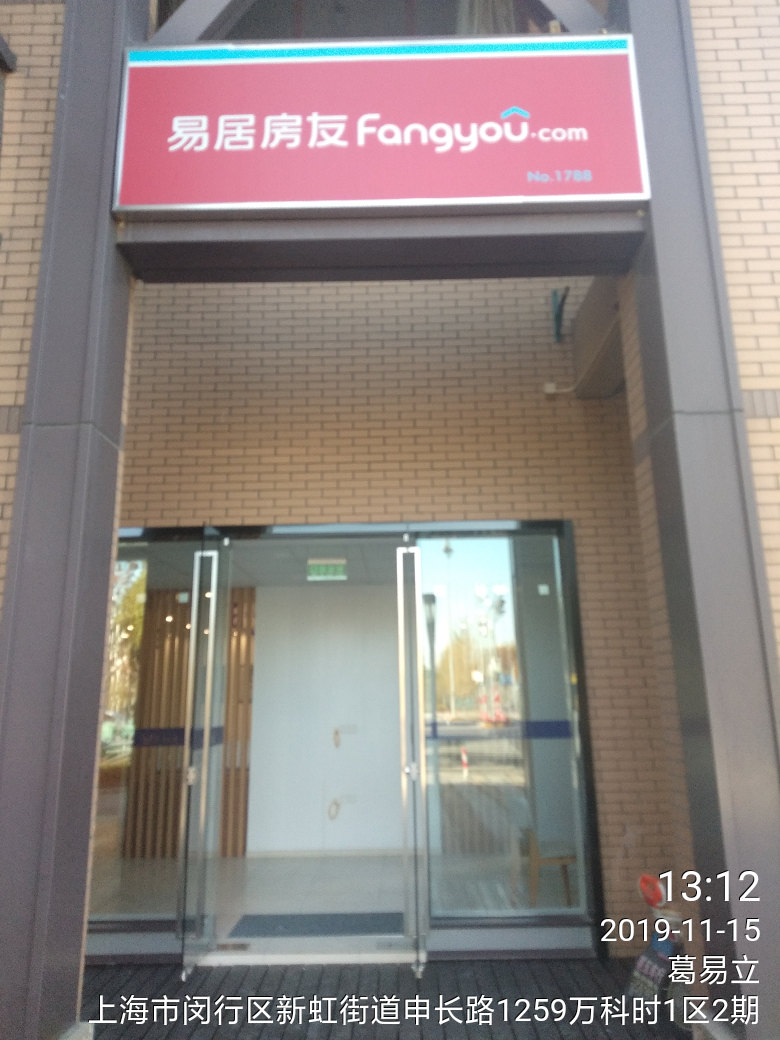 易居房友 Fangyou.com
No.1788
13:12
2019-11-15
葛易立
上海市闵行区新虹街道申长路1259万科时1区2期